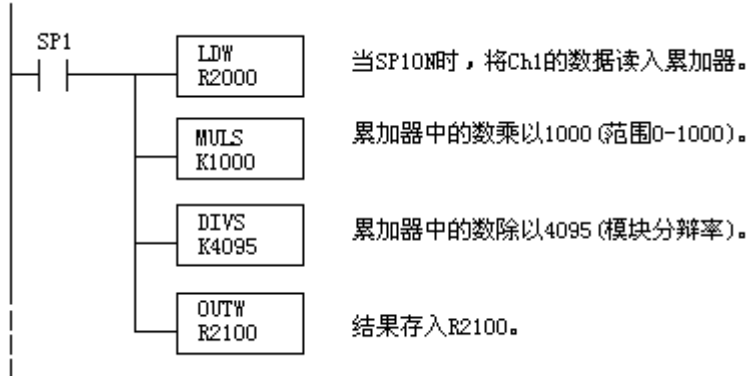 SP1
LDW
R2000
当SP1ON时，将Ch1的数据读入累加器。
MULS
K1000
累加器中的数乘以1000(范围0-1000)。
DIVS
K4095
累加器中的数除以4095(模块分辩率)。
OUTW
R2100
结果存入R2100。